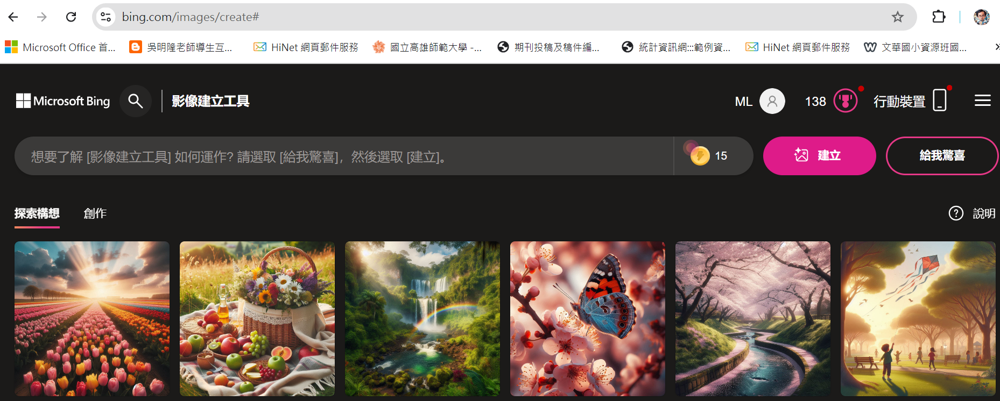 bing.com/images/create#
Microsoft Office 首... 吳明隆老師導生互... HiNet 網頁郵件服務 國立高雄師範大學 -... 期刊投稿及稿件編... 統計資訊網:::範例資... HiNet 網頁郵件服務 文華國小資源班國...
Microsoft Bing 影像建立工具 ML 138 行動裝置
想要了解 [影像建立工具] 如何運作? 請選取 [給我驚喜]，然後選取 [建立]。 15 建立 給我驚喜
探索構想 創作 說明